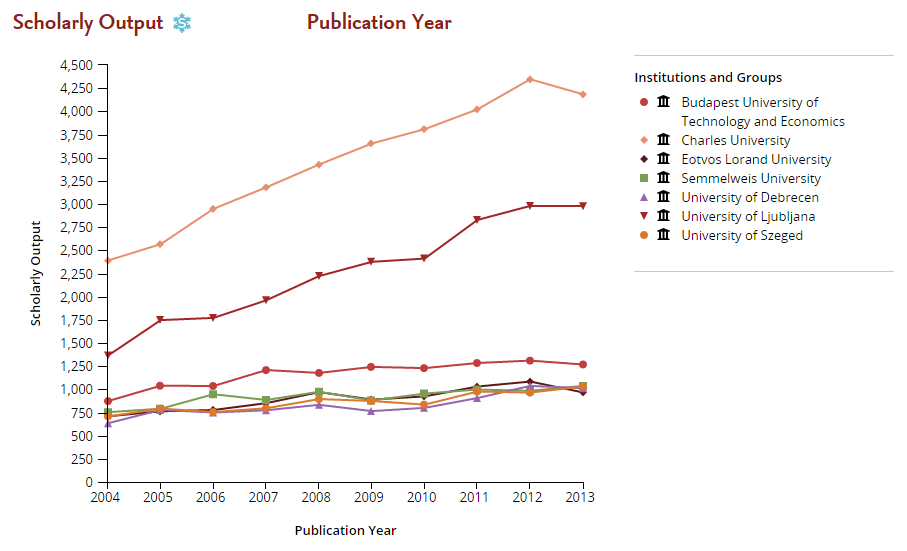 Scholarly Output
Publication Year
4,500
4,250
4,000
3,750
3,500
3,250
3,000
2,750
2,500
2,250
2,000
1,750
1,500
1,250
1,000
750
500
250
0
Scholarly Output
2004 2005 2006 2007 2008 2009 2010 2011 2012 2013
Publication Year
Institutions and Groups
Budapest University of
Technology and Economics
Charles University
Eotvos Lorand University
Semmelweis University
University of Debrecen
University of Ljubljana
University of Szeged